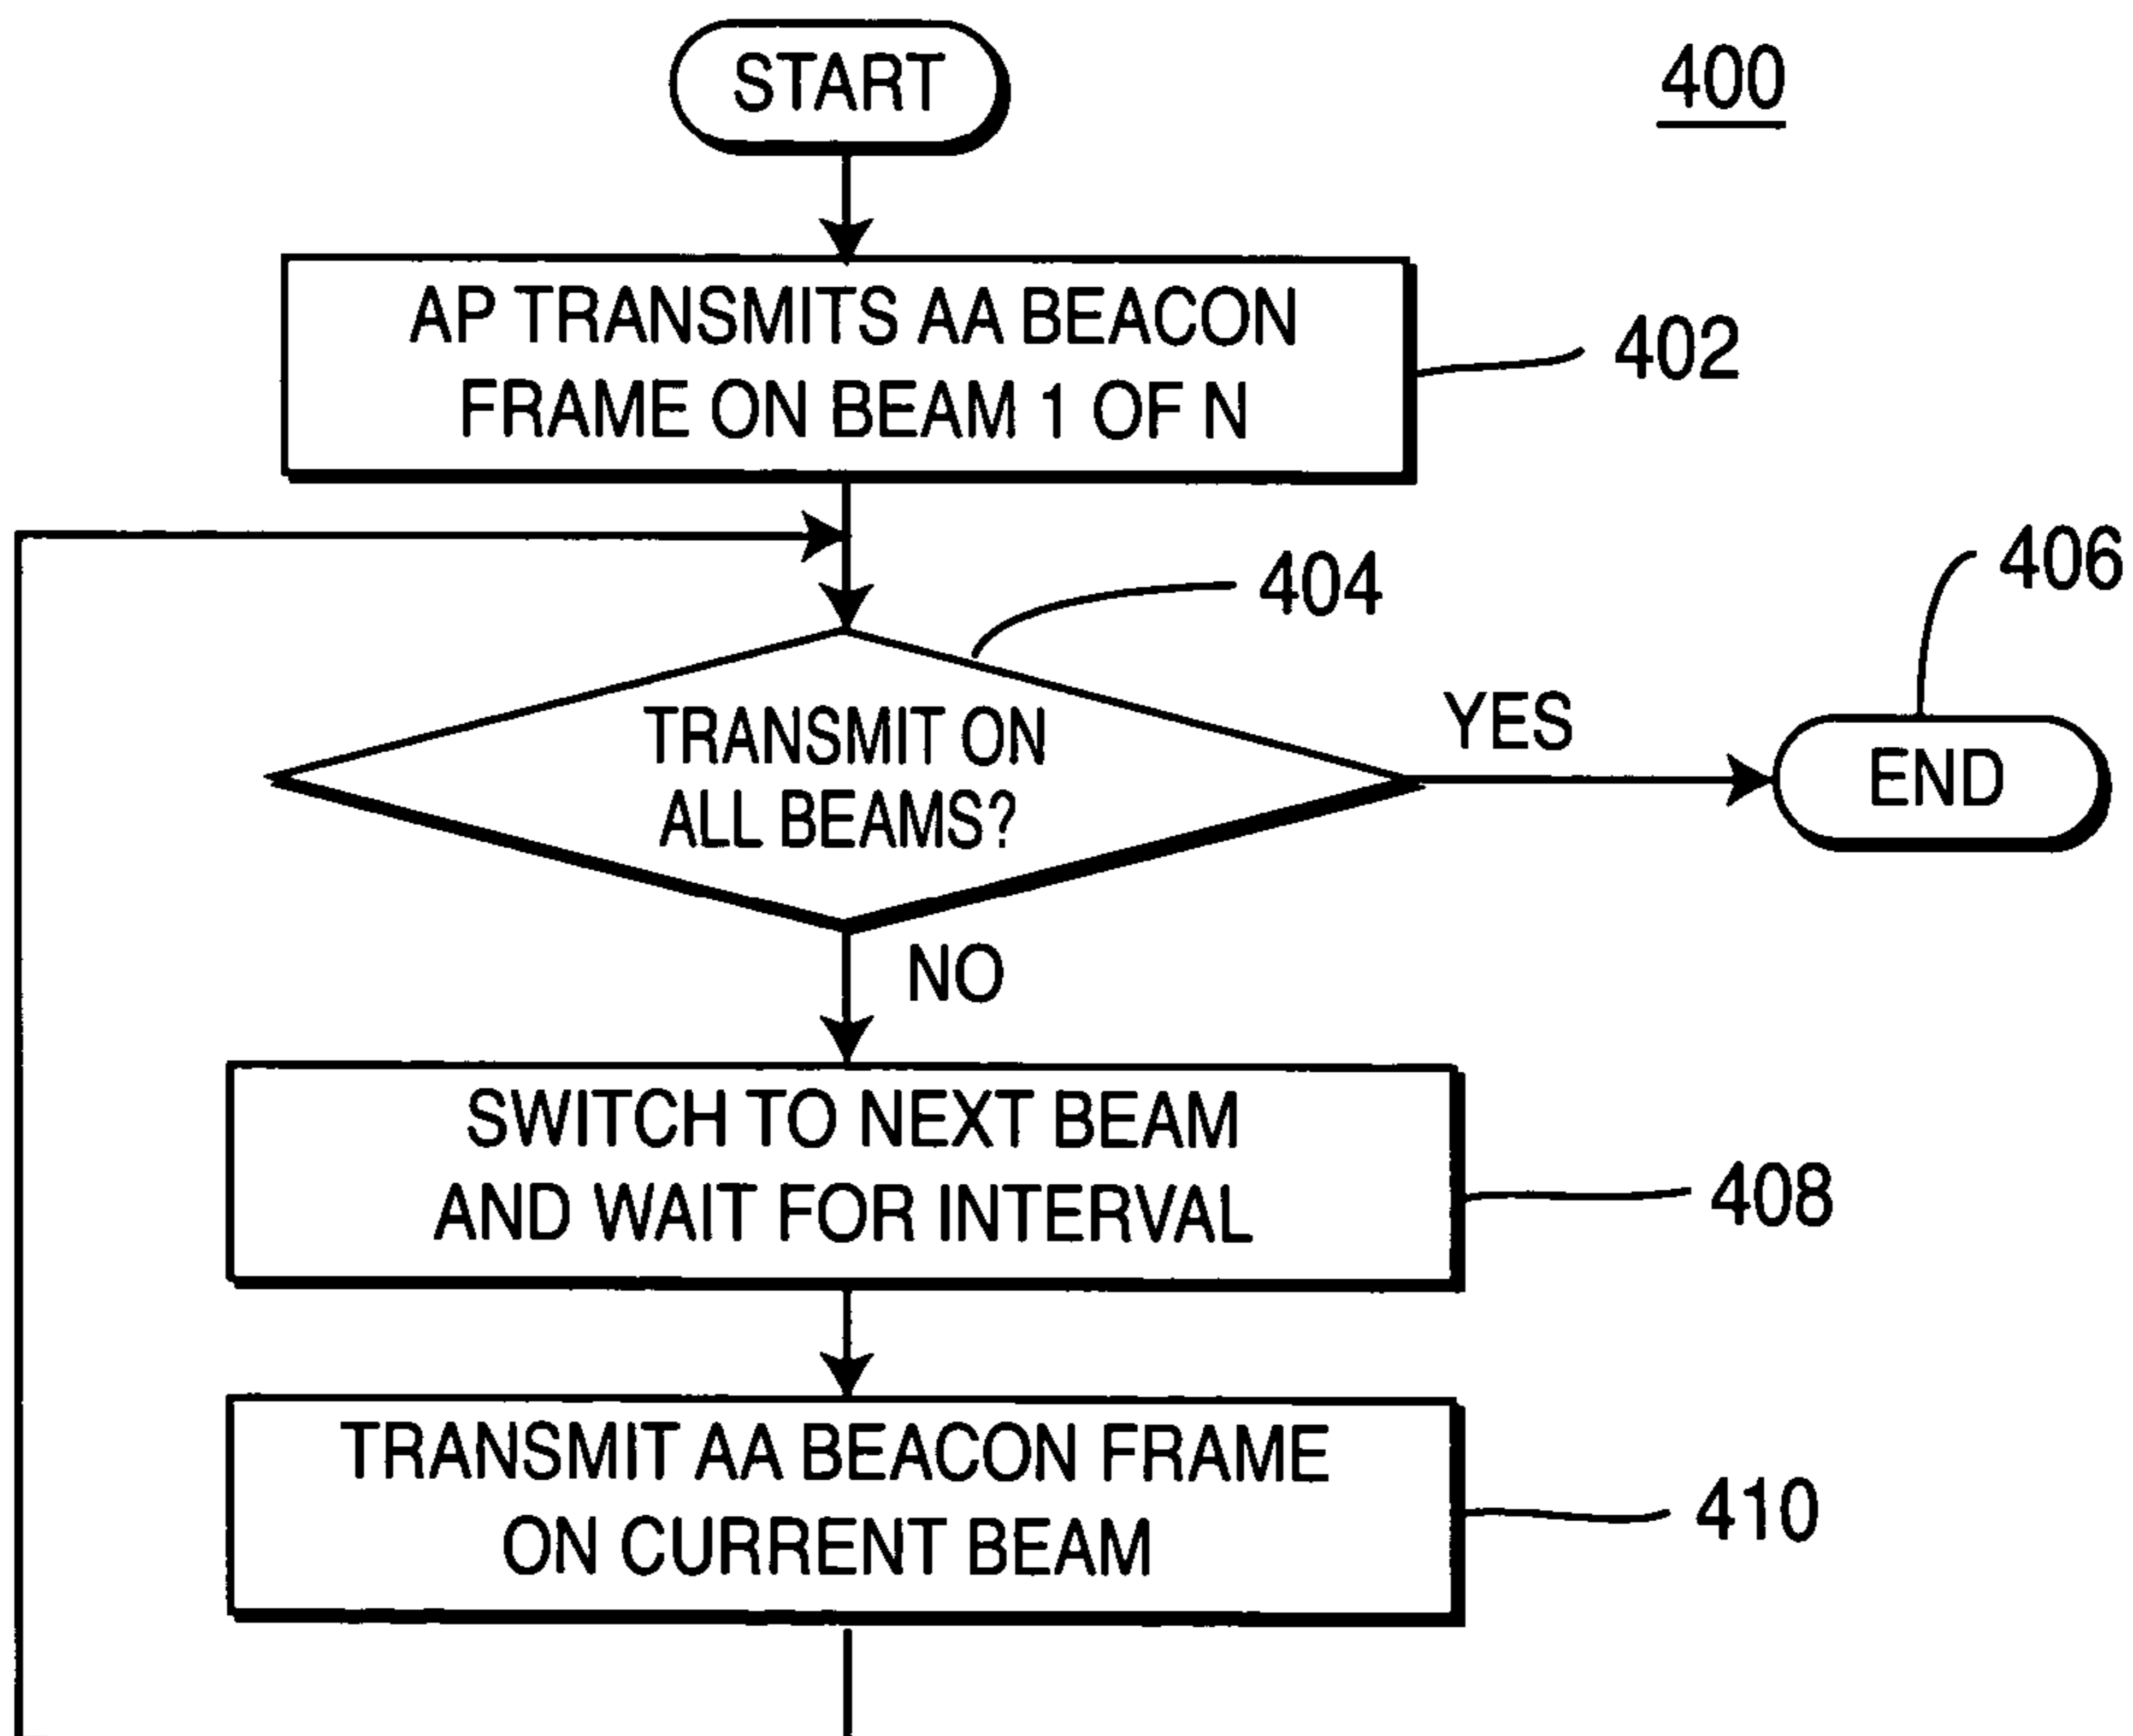 START
400
AP TRANSMITS AA BEACON
FRAME ON BEAM 1 OF N
402
404
406
TRANSMIT ON
ALL BEAMS?
YES
END
NO
SWITCH TO NEXT BEAM
AND WAIT FOR INTERVAL
408
TRANSMIT AA BEACON FRAME
ON CURRENT BEAM
410